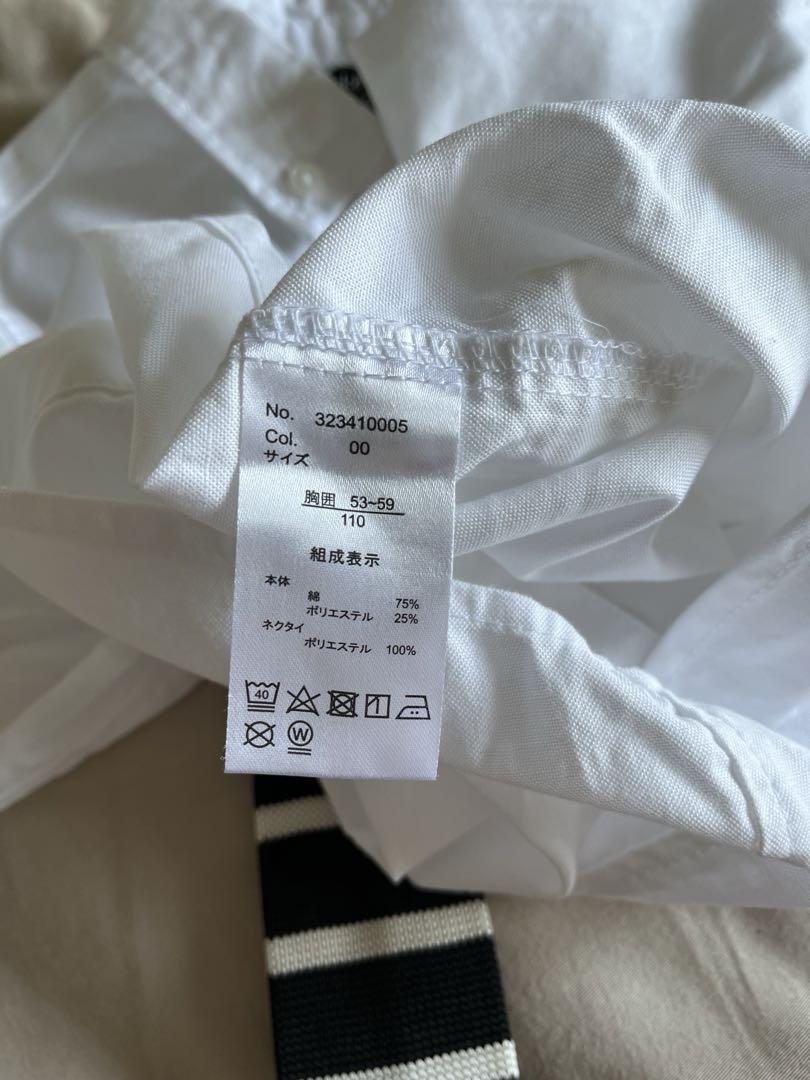 No. 323410005
Col. 00
サイズ
胸囲 53~59
110
組成表示
本体
綿 75%
ポリエステル 25%
ネクタイ
ポリエステル 100%
40
W